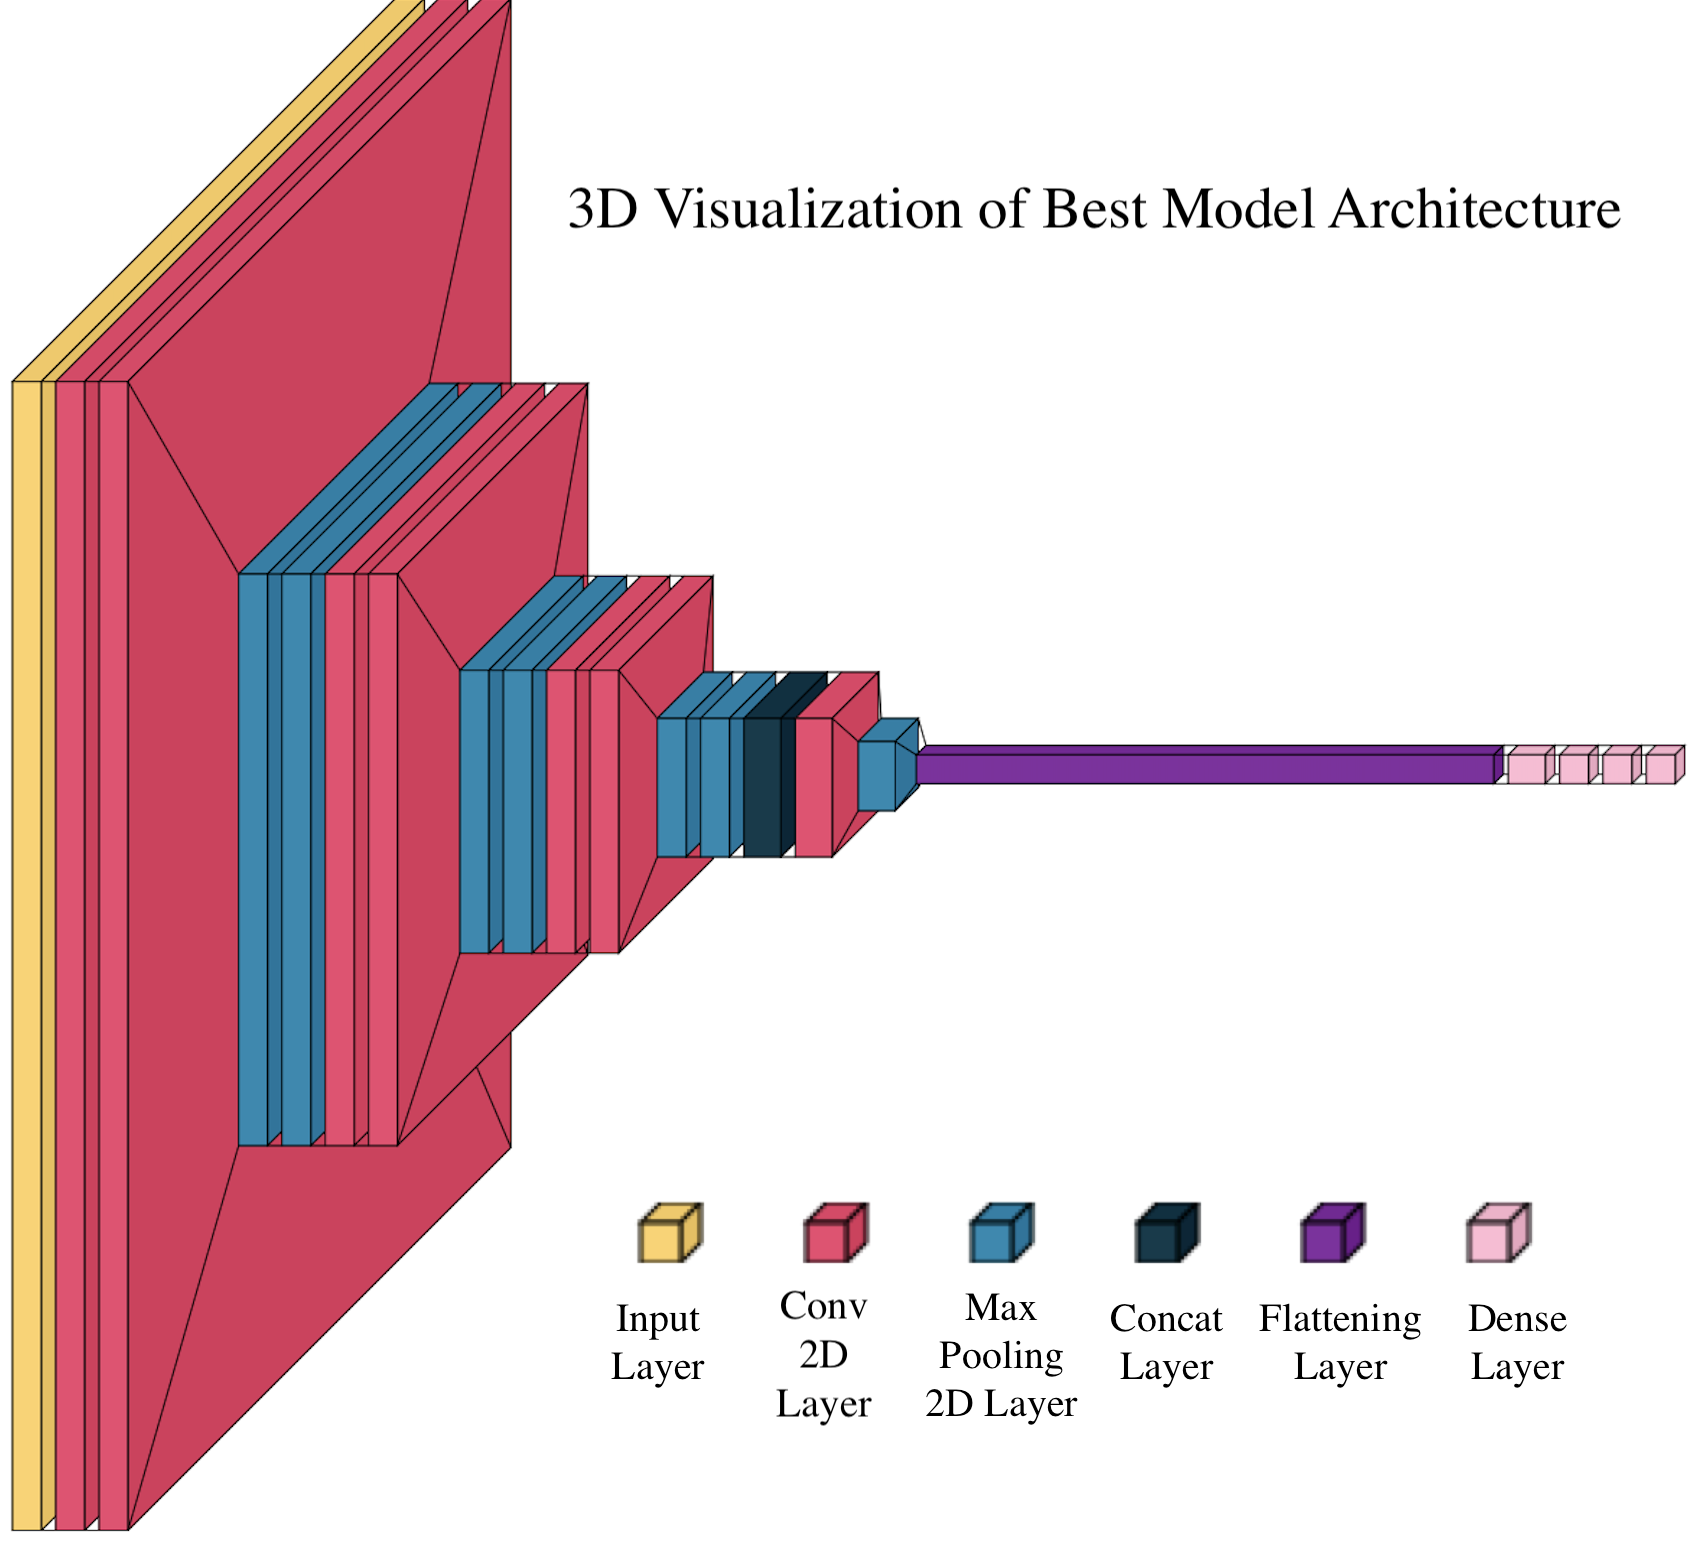 3D Visualization of Best Model Architecture
Input
Layer
Conv
2D
Layer
Max
Pooling
2D Layer
Concat
Layer
Flattening
Layer
Dense
Layer